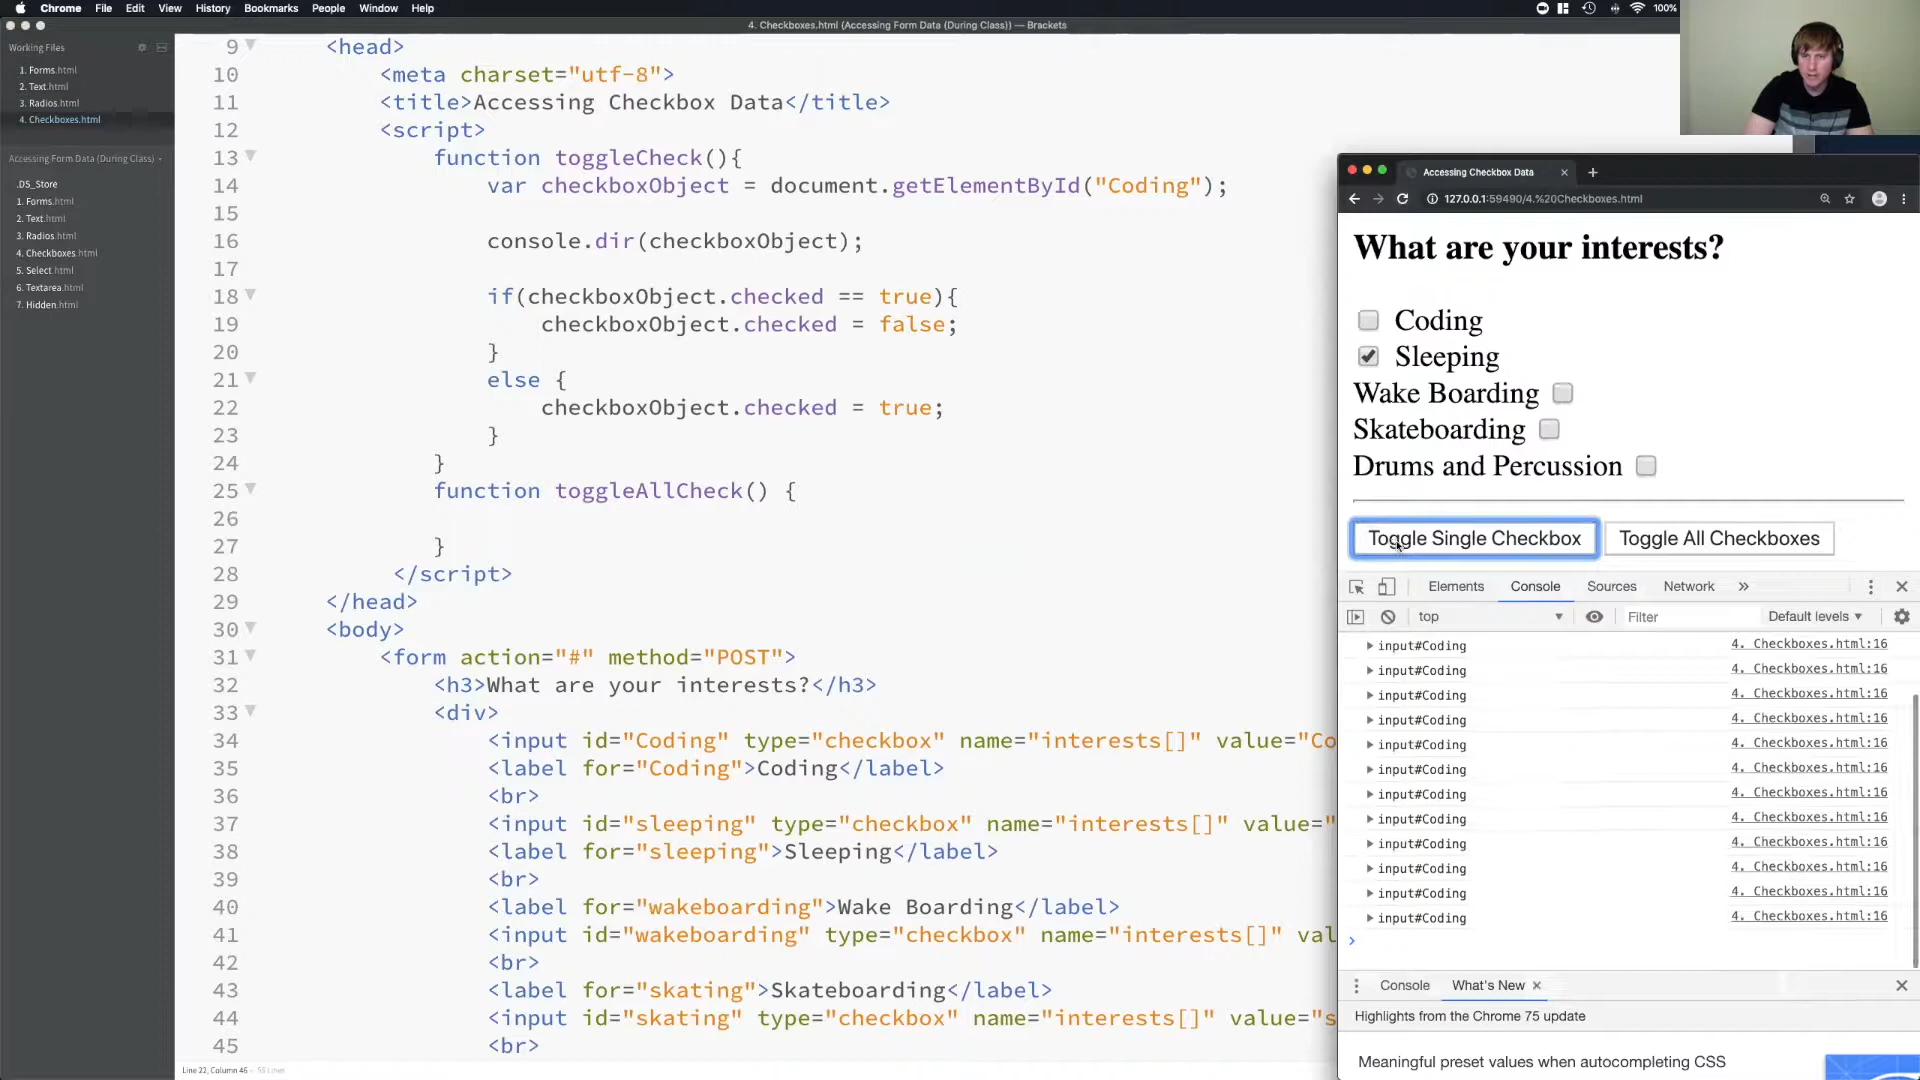 Chrome File Edit View History Bookmarks People Window Help
100%
4. Checkboxes.html (Accessing Form Data (During Class)) — Brackets
Working Files
1. Forms.html
2. Text.html
3. Radios.html
4. Checkboxes.html
Accessing Form Data (During Class)
.DS_Store
1. Forms.html
2. Text.html
3. Radios.html
4. Checkboxes.html
5. Select.html
6. Textarea.html
7. Hidden.html
9 <head>
10 <meta charset="utf-8">
11 <title>Accessing Checkbox Data</title>
12 <script>
13 function toggleCheck(){
14 var checkboxObject = document.getElementById("Coding");
15
16 console.dir(checkboxObject);
17
18 if(checkboxObject.checked == true){
19 checkboxObject.checked = false;
20 }
21 else {
22 checkboxObject.checked = true;
23 }
24 }
25 function toggleAllCheck() {
26
27 }
28 </script>
29 </head>
30 <body>
31 <form action="#" method="POST">
32 <h3>What are your interests?</h3>
33 <div>
34 <input id="Coding" type="checkbox" name="interests[]" value="Co
35 <label for="Coding">Coding</label>
36 <br>
37 <input id="sleeping" type="checkbox" name="interests[]" value="
38 <label for="sleeping">Sleeping</label>
39 <br>
40 <label for="wakeboarding">Wake Boarding</label>
41 <input id="wakeboarding" type="checkbox" name="interests[]" val
42 <br>
43 <label for="skating">Skateboarding</label>
44 <input id="skating" type="checkbox" name="interests[]" value="s
45 <br>
Line 22, Column 46 — 55 Lines
Accessing Checkbox Data
127.0.0.1:59490/4.%20Checkboxes.html
What are your interests?
Coding
Sleeping
Wake Boarding
Skateboarding
Drums and Percussion
Toggle Single Checkbox Toggle All Checkboxes
Elements Console Sources Network »
top Filter Default levels
input#Coding 4. Checkboxes.html:16
input#Coding 4. Checkboxes.html:16
input#Coding 4. Checkboxes.html:16
input#Coding 4. Checkboxes.html:16
input#Coding 4. Checkboxes.html:16
input#Coding 4. Checkboxes.html:16
input#Coding 4. Checkboxes.html:16
input#Coding 4. Checkboxes.html:16
input#Coding 4. Checkboxes.html:16
input#Coding 4. Checkboxes.html:16
input#Coding 4. Checkboxes.html:16
input#Coding 4. Checkboxes.html:16
Console What's New
Highlights from the Chrome 75 update
Meaningful preset values when autocompleting CSS